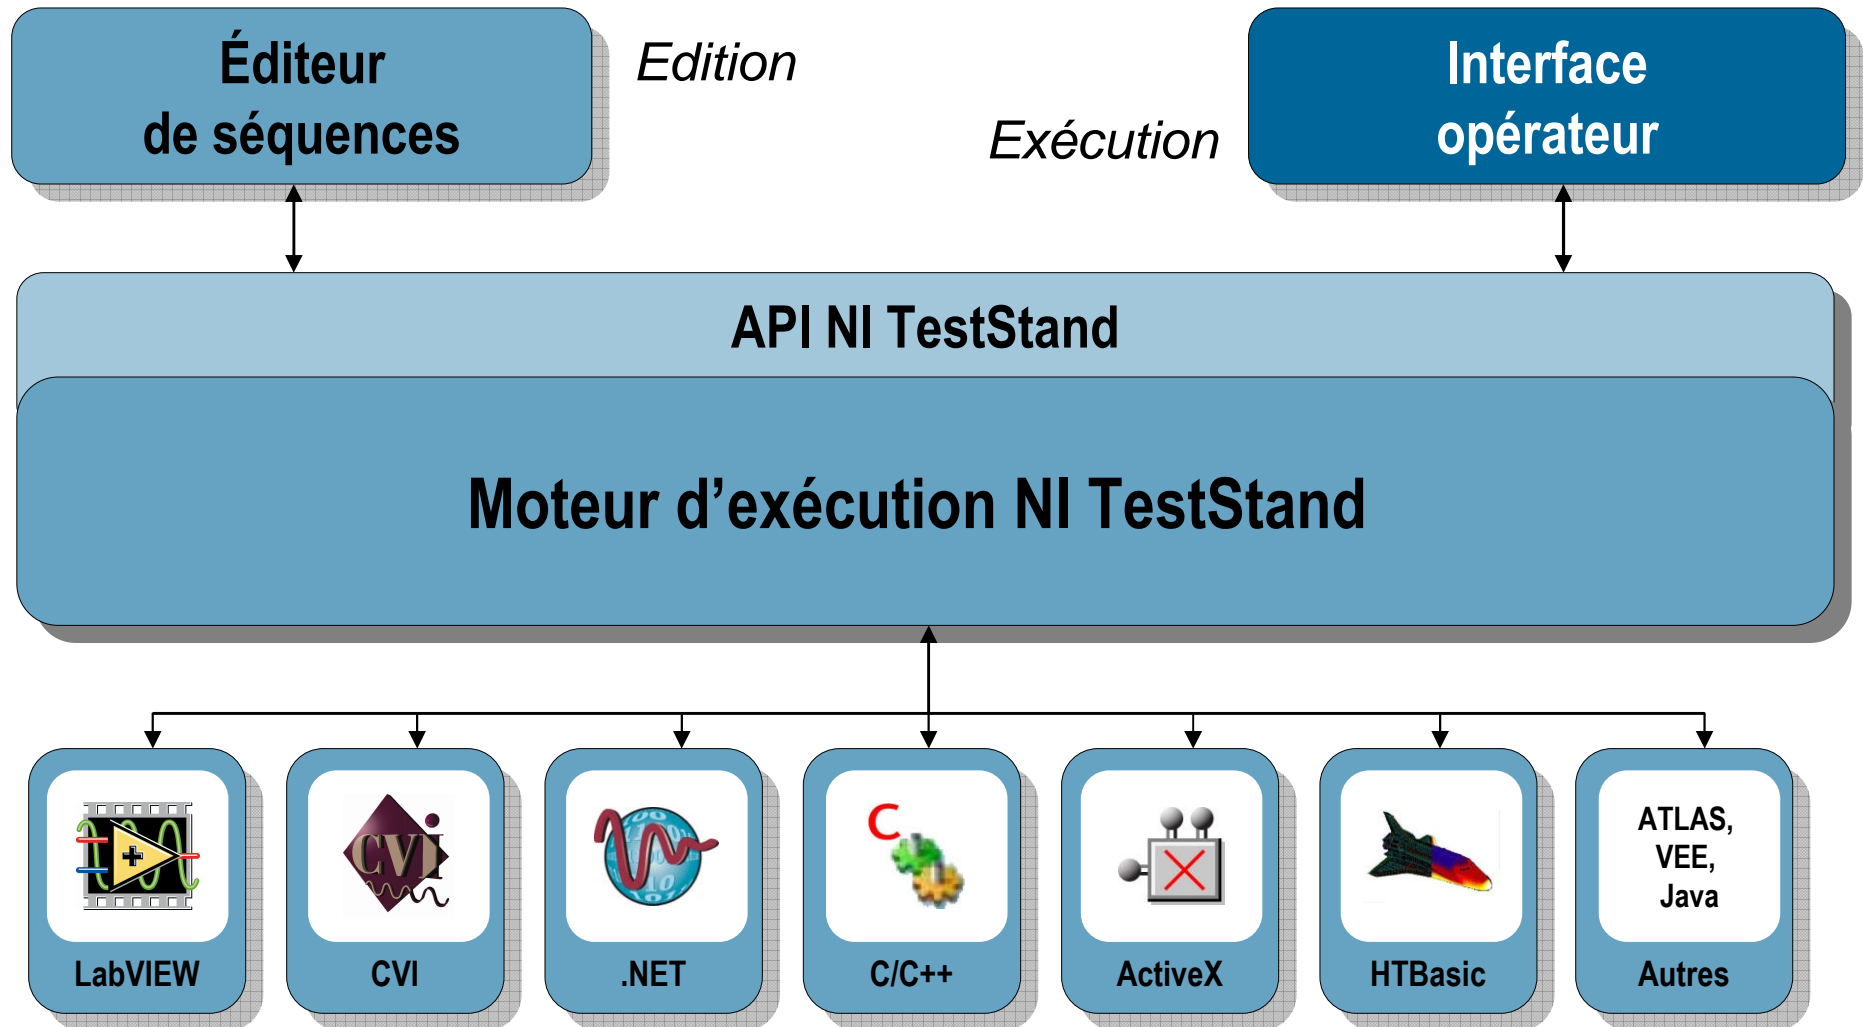 Éditeur
de séquences
Edition
Exécution
Interface
opérateur
API NI TestStand
Moteur d’exécution NI TestStand
CVI
C
ATLAS,
VEE,
Java
LabVIEW
CVI
.NET
C/C++
ActiveX
HTBasic
Autres